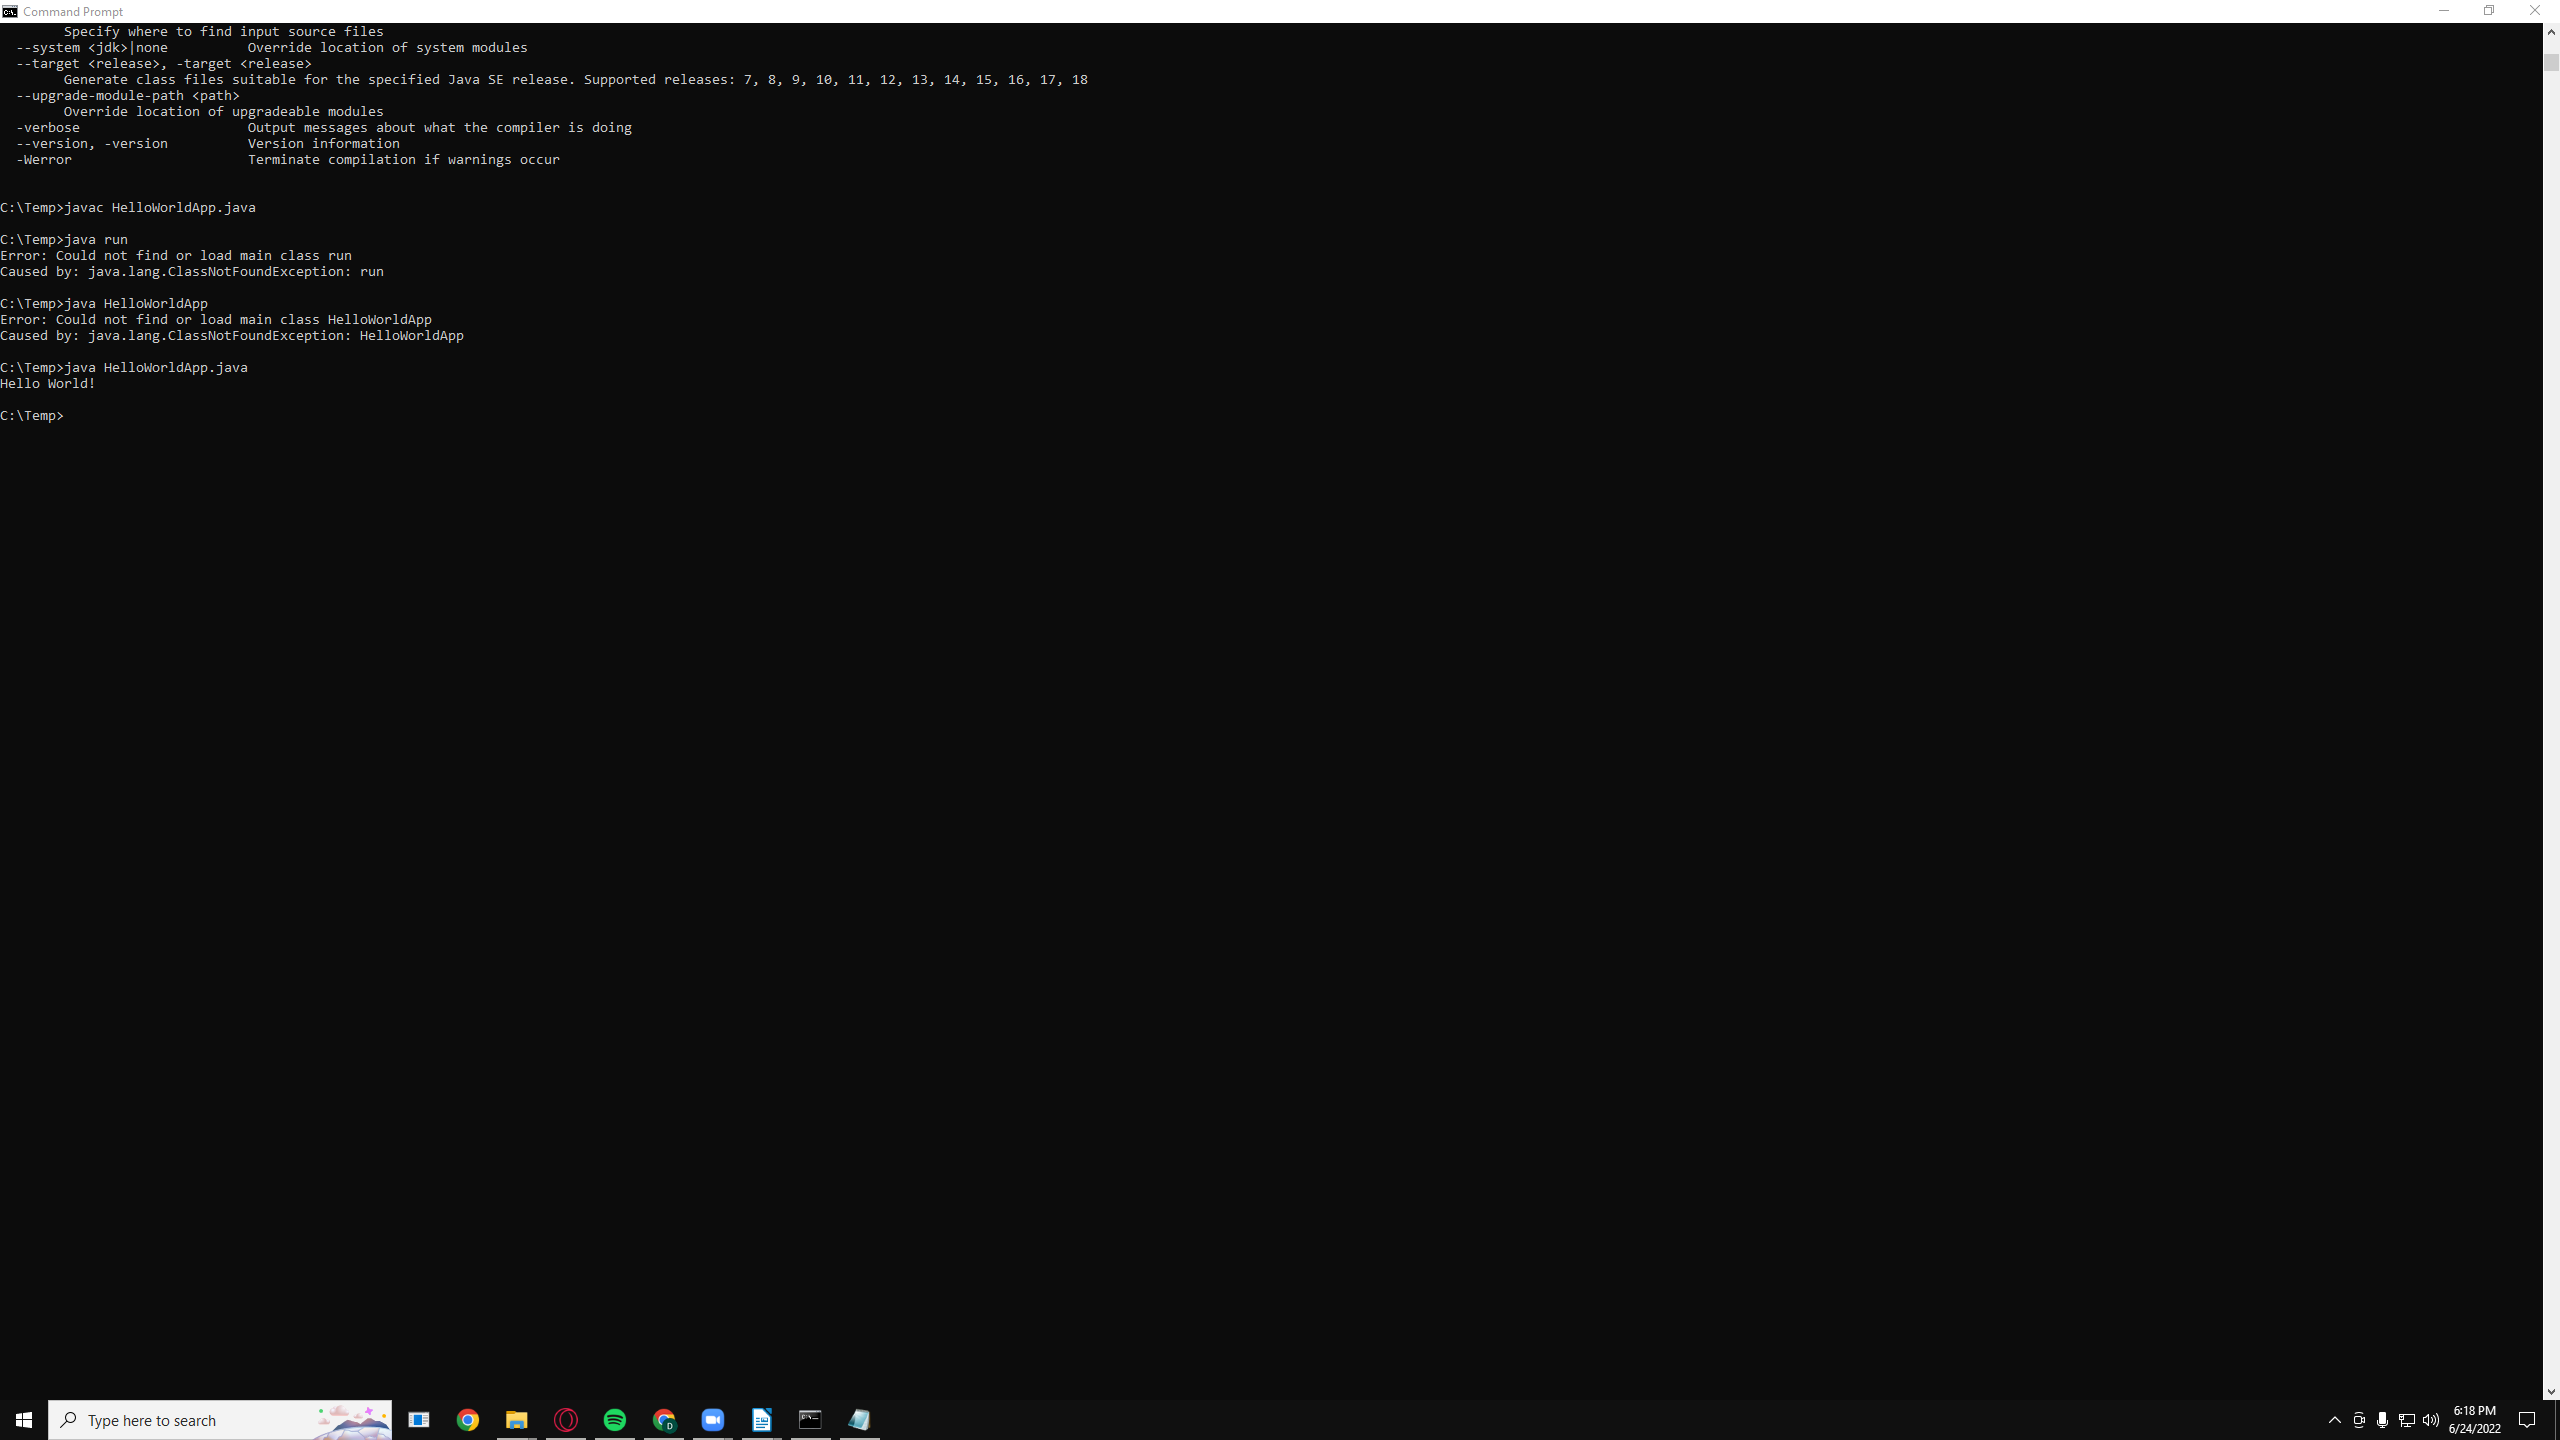 Command Prompt
Specify where to find input source files
--system <jdk>|none Override location of system modules
--target <release>, -target <release>
Generate class files suitable for the specified Java SE release. Supported releases: 7, 8, 9, 10, 11, 12, 13, 14, 15, 16, 17, 18
--upgrade-module-path <path>
Override location of upgradeable modules
-verbose Output messages about what the compiler is doing
--version, -version Version information
-Werror Terminate compilation if warnings occur
C:\Temp>javac HelloWorldApp.java
C:\Temp>java run
Error: Could not find or load main class run
Caused by: java.lang.ClassNotFoundException: run
C:\Temp>java HelloWorldApp
Error: Could not find or load main class HelloWorldApp
Caused by: java.lang.ClassNotFoundException: HelloWorldApp
C:\Temp>java HelloWorldApp.java
Hello World!
C:\Temp>
Type here to search
D
6:18 PM
6/24/2022